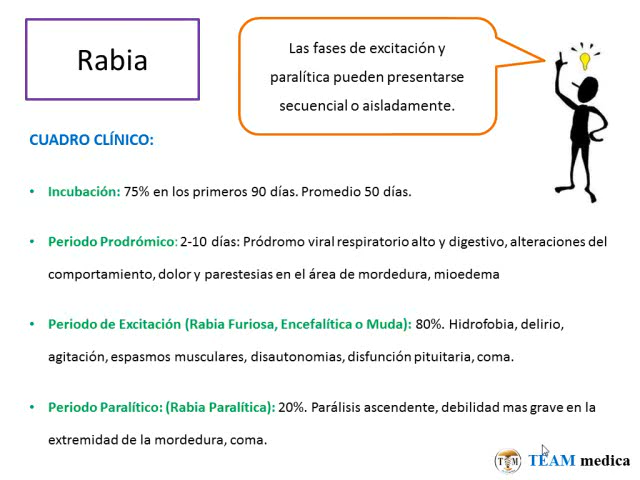 Rabia
Las fases de excitación y
paralítica pueden presentarse
secuencial o aisladamente.
CUADRO CLÍNICO:
• Incubación: 75% en los primeros 90 días. Promedio 50 días.
• Periodo Prodrómico: 2-10 días: Pródromo viral respiratorio alto y digestivo, alteraciones del
comportamiento, dolor y parestesias en el área de mordedura, mioedema
• Periodo de Excitación (Rabia Furiosa, Encefalítica o Muda): 80%. Hidrofobia, delirio,
agitación, espasmos musculares, disautonomias, disfunción pituitaria, coma.
• Periodo Paralítico: (Rabia Paralítica): 20%. Parálisis ascendente, debilidad mas grave en la
extremidad de la mordedura, coma.
TEAM medica